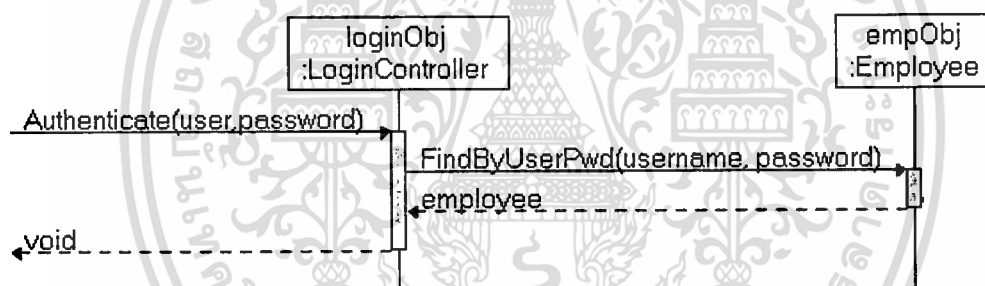 loginObj
:LoginController
empObj
:Employee
Authenticate(user,password)
FindByUserPwd(username, password)
employee
void